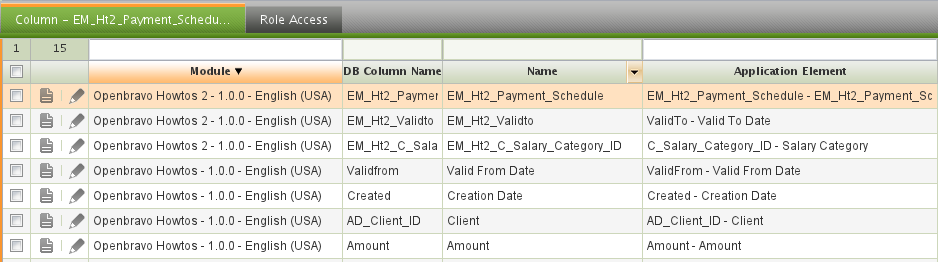 Column - EM_Ht2_Payment_Schedu... Role Access
1 15
Module ▼ DB Column Name Name Application Element
Openbravo Howtos 2 - 1.0.0 - English (USA) EM_Ht2_Paymer EM_Ht2_Payment_Schedule EM_Ht2_Payment_Schedule - EM_Ht2_Payment_Sc
Openbravo Howtos 2 - 1.0.0 - English (USA) EM_Ht2_Validto EM_Ht2_Validto ValidTo - Valid To Date
Openbravo Howtos 2 - 1.0.0 - English (USA) EM_Ht2_C_Sala EM_Ht2_C_Salary_Category_ID C_Salary_Category_ID - Salary Category
Openbravo Howtos - 1.0.0 - English (USA) Validfrom Valid From Date ValidFrom - Valid From Date
Openbravo Howtos - 1.0.0 - English (USA) Created Creation Date Created - Creation Date
Openbravo Howtos - 1.0.0 - English (USA) AD_Client_ID Client AD_Client_ID - Client
Openbravo Howtos - 1.0.0 - English (USA) Amount Amount Amount - Amount